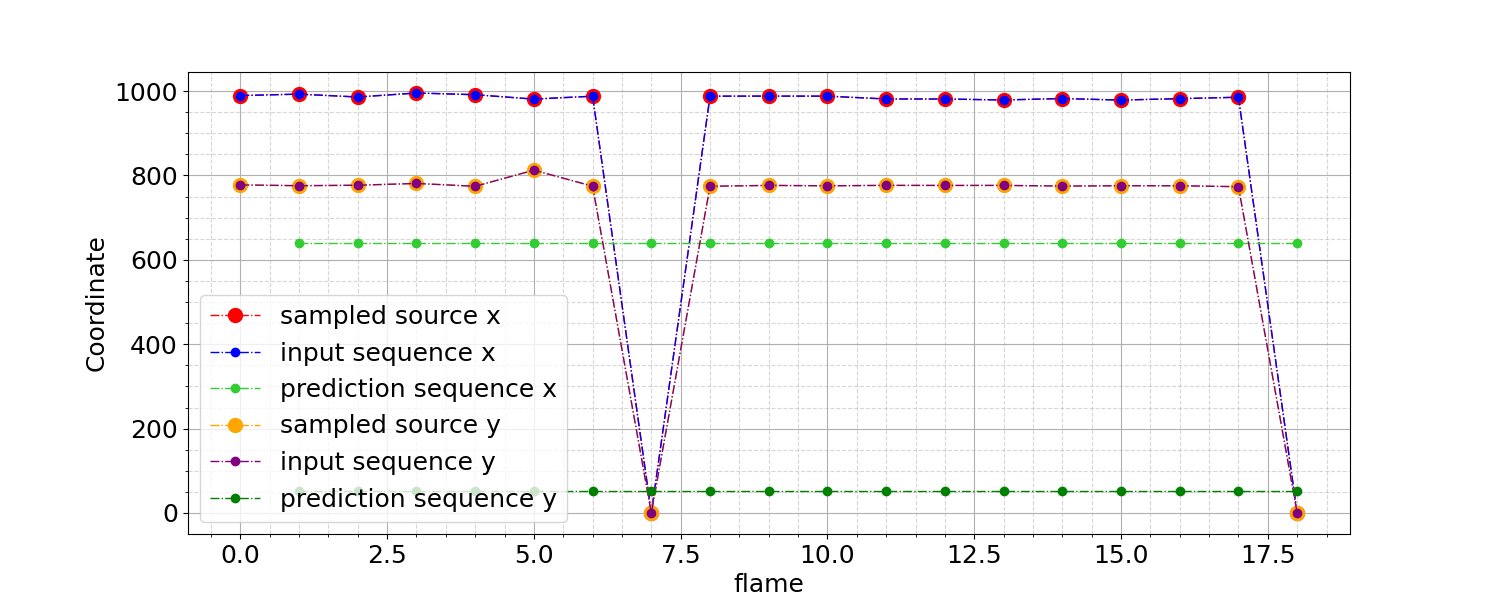 1000
800
600
400
200
0
Coordinate
sampled source x
input sequence x
prediction sequence x
sampled source y
input sequence y
prediction sequence y
0.0 2.5 5.0 7.5 10.0 12.5 15.0 17.5
flame